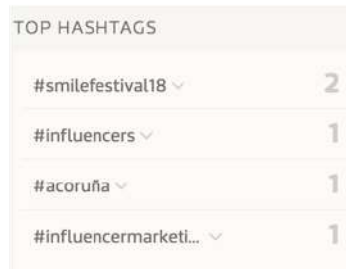 TOP HASHTAGS
#smilefestival18 2
#influencers 1
#acoruña 1
#influencermarketi... 1